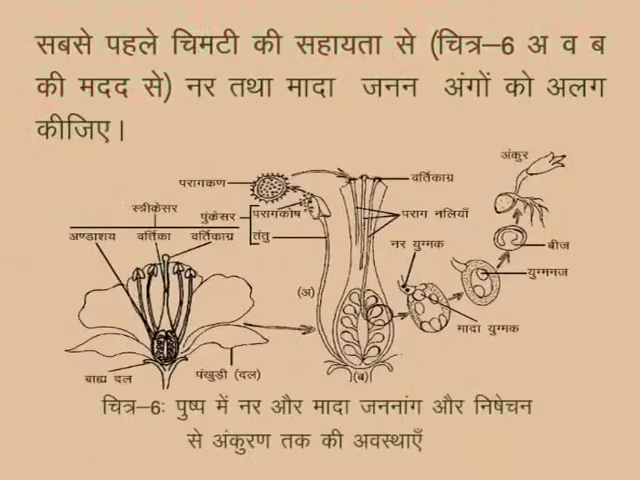 सबसे पहले चिमटी की सहायता से (चित्र–6 अ व ब
की मदद से) नर तथा मादा जनन अंगों को अलग
कीजिए।
अंकुर
परागकण
वर्तिकाग्र
स्त्रीकेसर
पुंकेसर
परागकोष
पराग नलियाँ
अण्डाशय वर्तिका वर्तिकाग्र
तंतु
नर युग्मक
बीज
युग्मनज
(अ)
मादा युग्मक
बाह्य दल
पंखुड़ी (दल)
(ब)
चित्र–6: पुष्प में नर और मादा जननांग और निषेचन
से अंकुरण तक की अवस्थाएँ